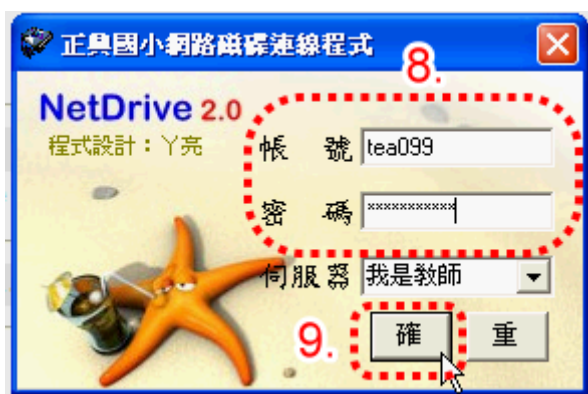 正興國小網路磁碟連線程式
8.
NetDrive 2.0
程式設計：丫亮
帳 號 tea099
密 碼 ***********
伺服器 我是教師
9. 確 重